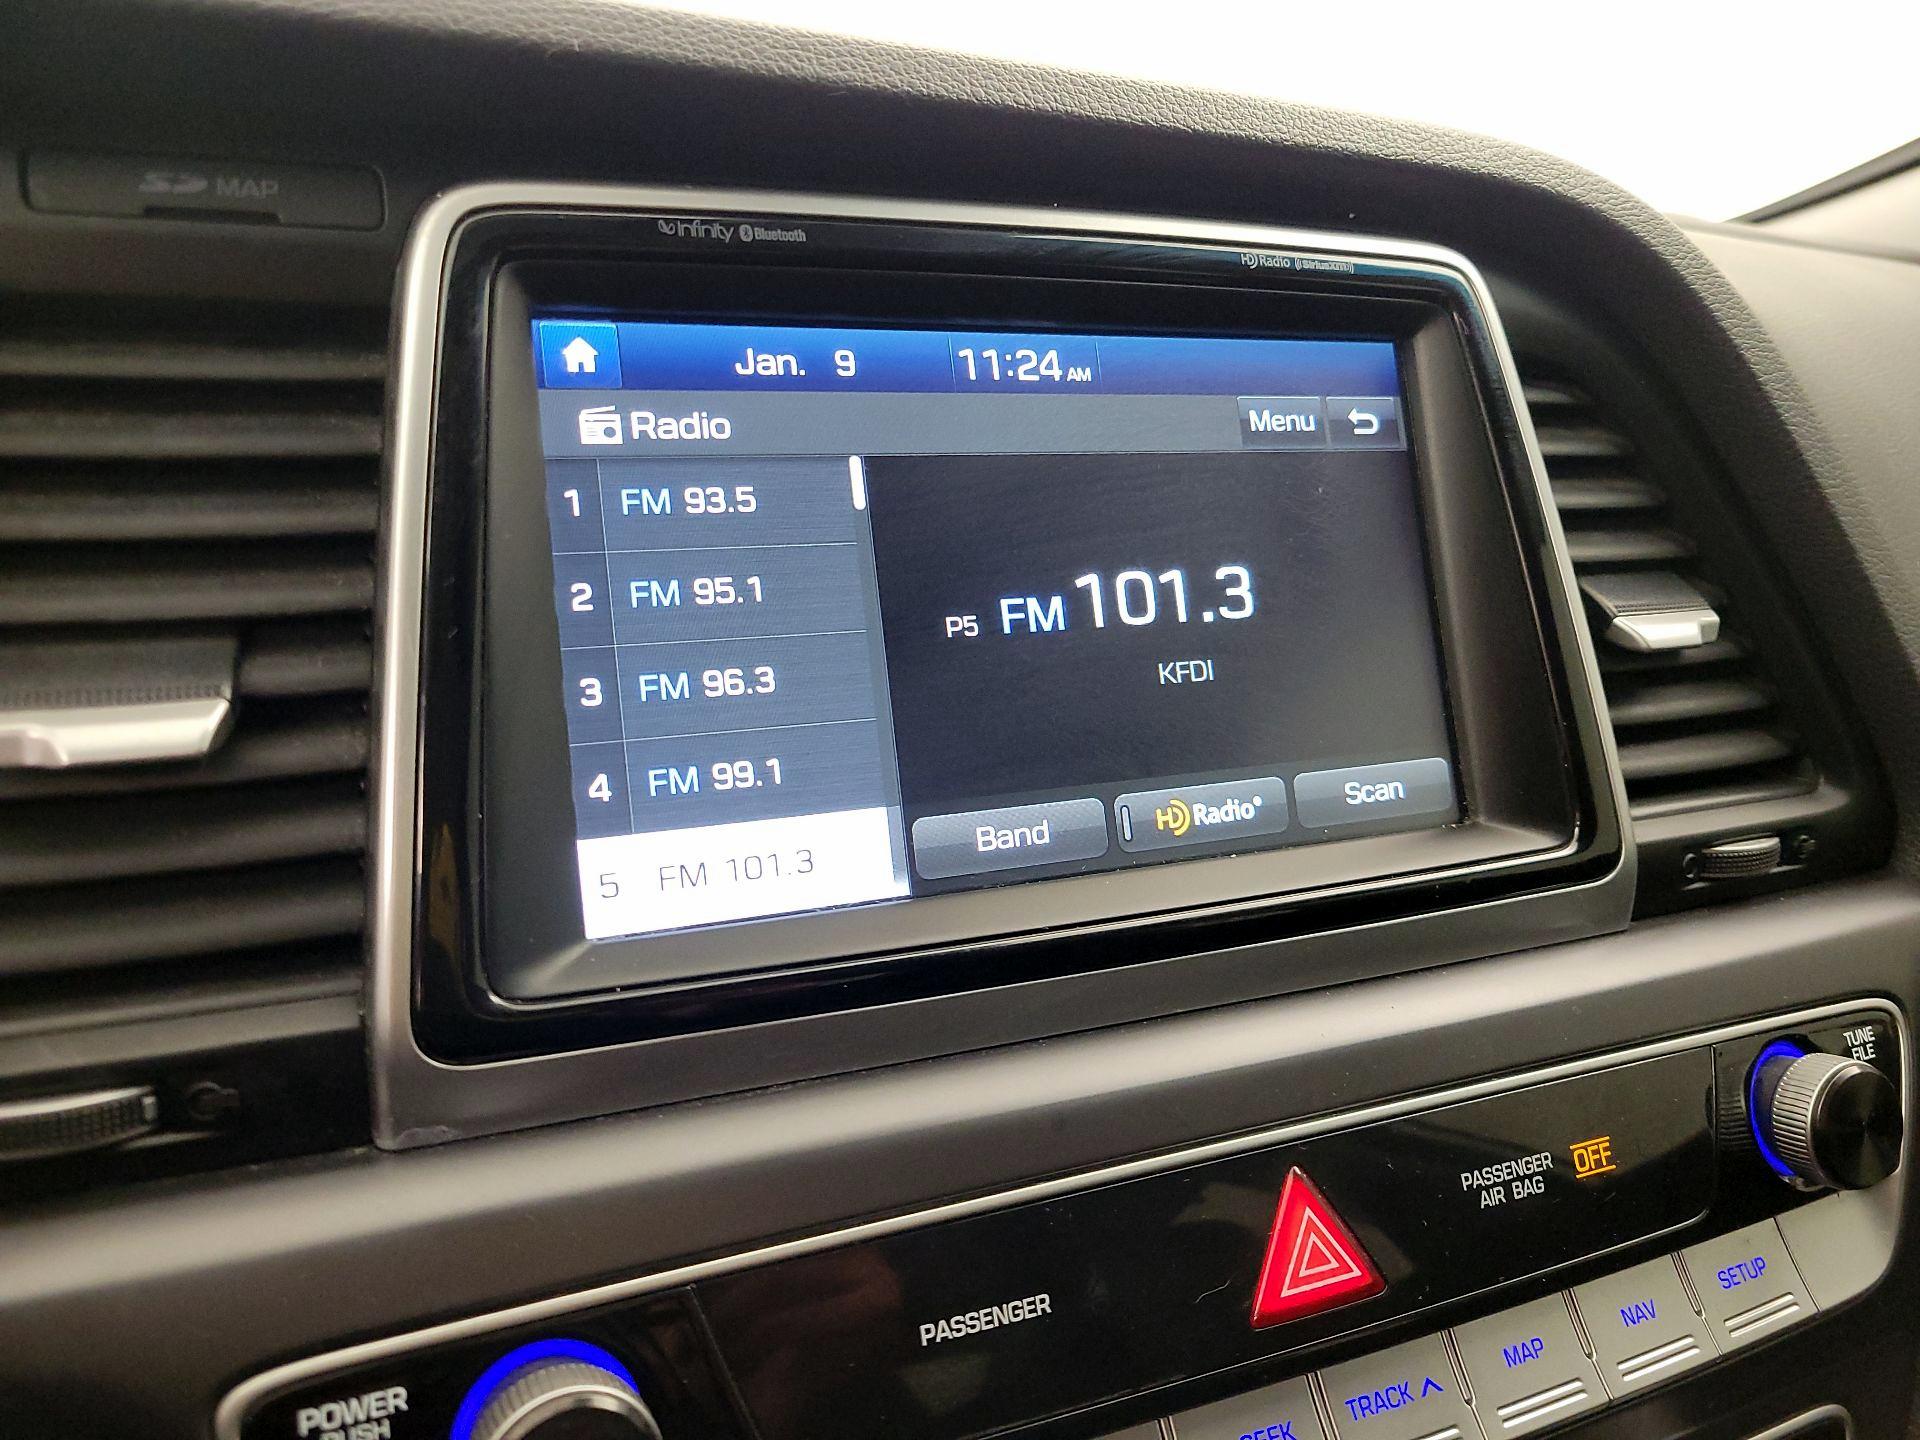 SD MAP
Infinity Bluetooth
HD Radio ((SiriusXM))
Jan. 9 11:24 AM
Radio
Menu
1 FM 93.5
2 FM 95.1
3 FM 96.3
4 FM 99.1
5 FM 101.3
P5 FM 101.3
KFDI
Band
HD Radio®
Scan
TUNE
FILE
PASSENGER
AIR BAG
OFF
PASSENGER
POWER
PUSH
SEEK
TRACK ∧
MAP
NAV
SETUP